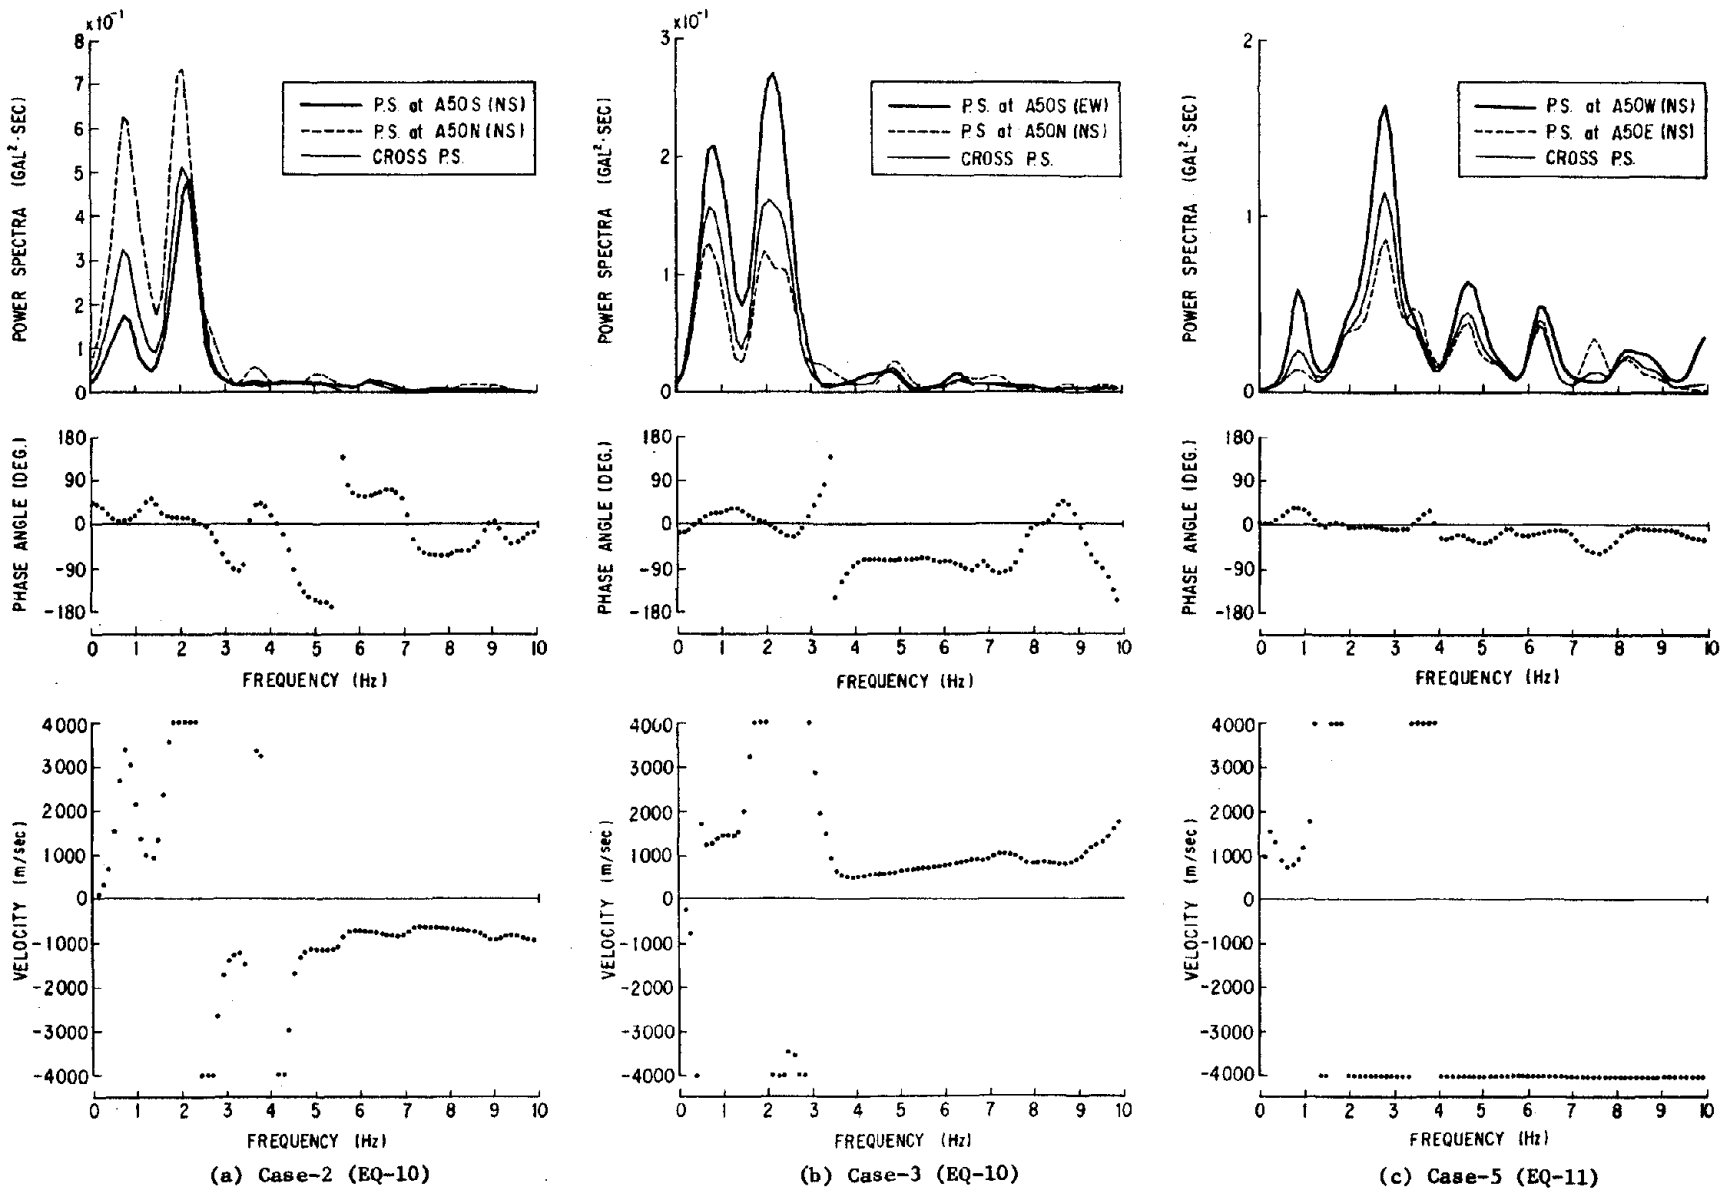 x10⁻¹
8
7
6
5
4
3
2
1
0
POWER SPECTRA (GAL²·SEC)
P.S. at A50S (NS)
P.S. at A50N (NS)
CROSS P.S.
180
90
0
-90
-180
PHASE ANGLE (DEG.)
0 1 2 3 4 5 6 7 8 9 10
FREQUENCY (Hz)
4000
3000
2000
1000
0
-1000
-2000
-3000
-4000
VELOCITY (m/sec)
0 1 2 3 4 5 6 7 8 9 10
FREQUENCY (Hz)
(a) Case-2 (EQ-10)
x10⁻¹
3
2
1
0
POWER SPECTRA (GAL²·SEC)
P.S. at A50S (EW)
P.S. at A50N (NS)
CROSS P.S.
180
90
0
-90
-180
PHASE ANGLE (DEG.)
0 1 2 3 4 5 6 7 8 9 10
FREQUENCY (Hz)
4000
3000
2000
1000
0
-1000
-2000
-3000
-4000
VELOCITY (m/sec)
0 1 2 3 4 5 6 7 8 9 10
FREQUENCY (Hz)
(b) Case-3 (EQ-10)
2
1
0
POWER SPECTRA (GAL²·SEC)
P.S. at A50W (NS)
P.S. at A50E (NS)
CROSS P.S.
180
90
0
-90
-180
PHASE ANGLE (DEG.)
0 1 2 3 4 5 6 7 8 9 10
FREQUENCY (Hz)
4000
3000
2000
1000
0
-1000
-2000
-3000
-4000
VELOCITY (m/sec)
0 1 2 3 4 5 6 7 8 9 10
FREQUENCY (Hz)
(c) Case-5 (EQ-11)